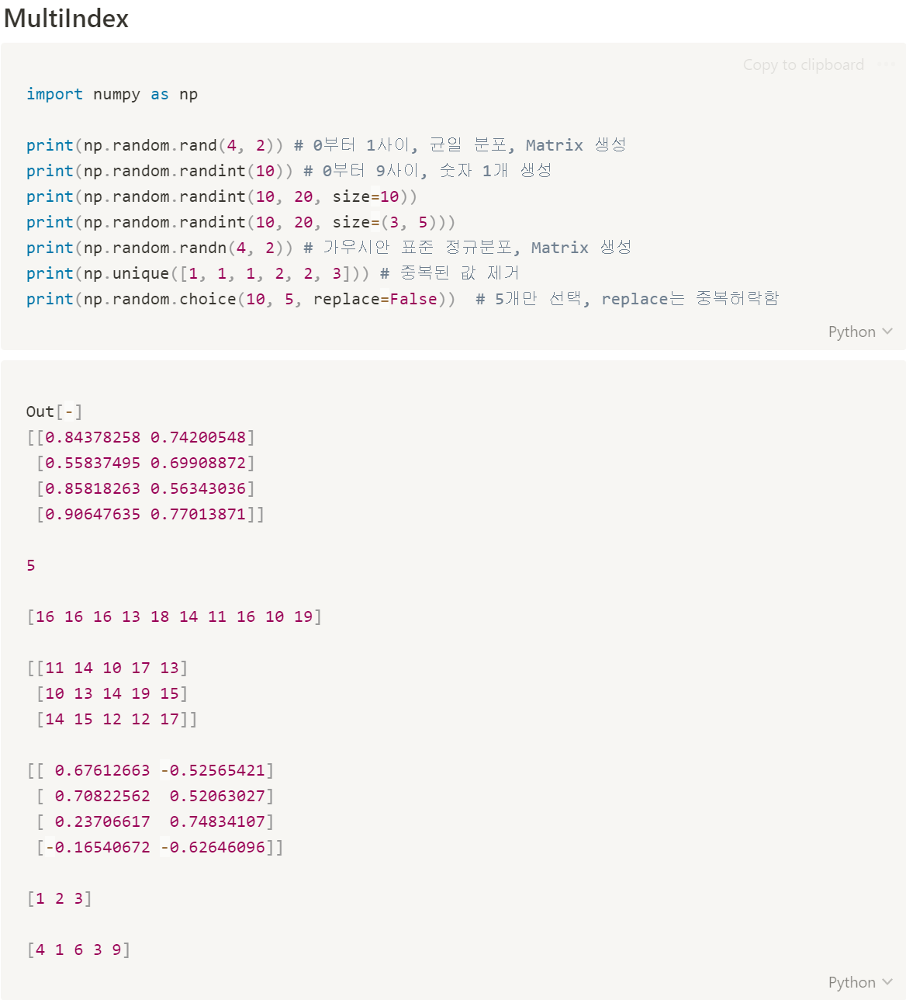 MultiIndex
Copy to clipboard ···
import numpy as np
print(np.random.rand(4, 2)) # 0부터 1사이, 균일 분포, Matrix 생성
print(np.random.randint(10)) # 0부터 9사이, 숫자 1개 생성
print(np.random.randint(10, 20, size=10))
print(np.random.randint(10, 20, size=(3, 5)))
print(np.random.randn(4, 2)) # 가우시안 표준 정규분포, Matrix 생성
print(np.unique([1, 1, 1, 2, 2, 3])) # 중복된 값 제거
print(np.random.choice(10, 5, replace=False))  # 5개만 선택, replace는 중복허락함
Python
Out[-]
[[0.84378258 0.74200548]
 [0.55837495 0.69908872]
 [0.85818263 0.56343036]
 [0.90647635 0.77013871]]
5
[16 16 16 13 18 14 11 16 10 19]
[[11 14 10 17 13]
 [10 13 14 19 15]
 [14 15 12 12 17]]
[[ 0.67612663 -0.52565421]
 [ 0.70822562  0.52063027]
 [ 0.23706617  0.74834107]
 [-0.16540672 -0.62646096]]
[1 2 3]
[4 1 6 3 9]
Python